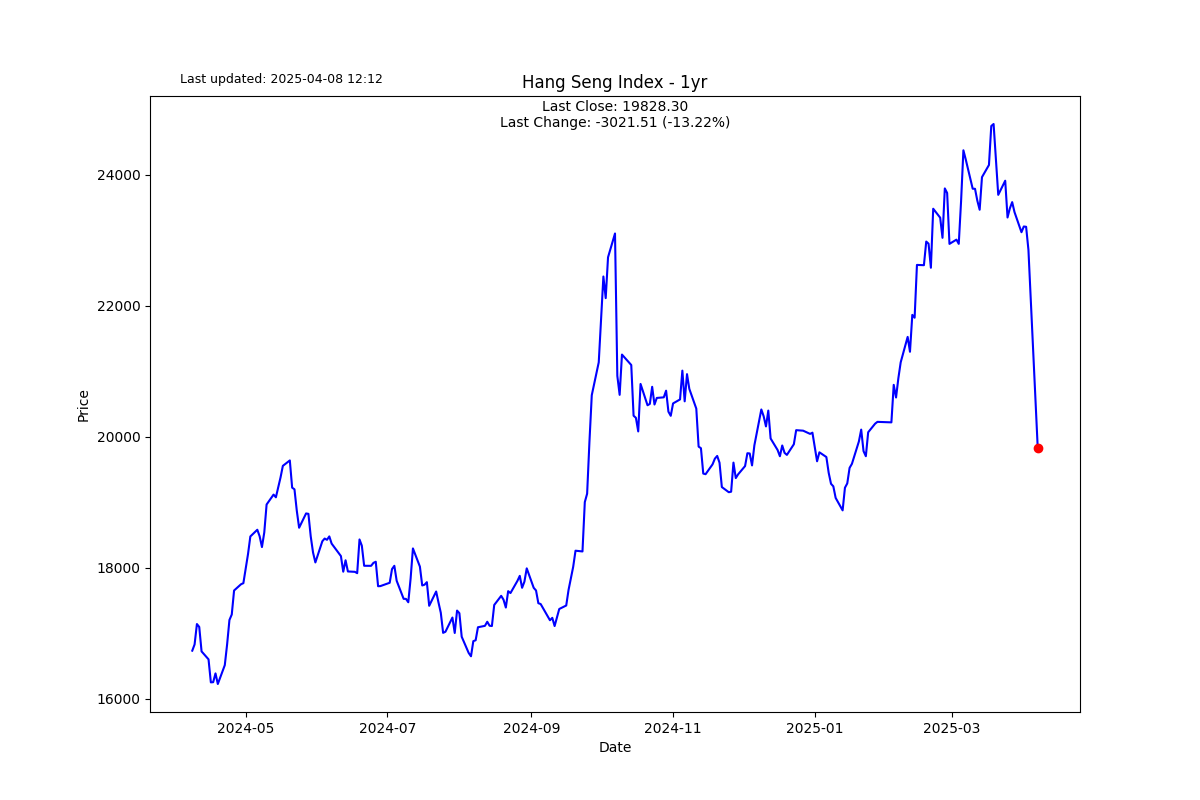 Last updated: 2025-04-08 12:12
Hang Seng Index - 1yr
Last Close: 19828.30
Last Change: -3021.51 (-13.22%)
24000
22000
20000
18000
16000
Price
2024-05
2024-07
2024-09
2024-11
2025-01
2025-03
Date